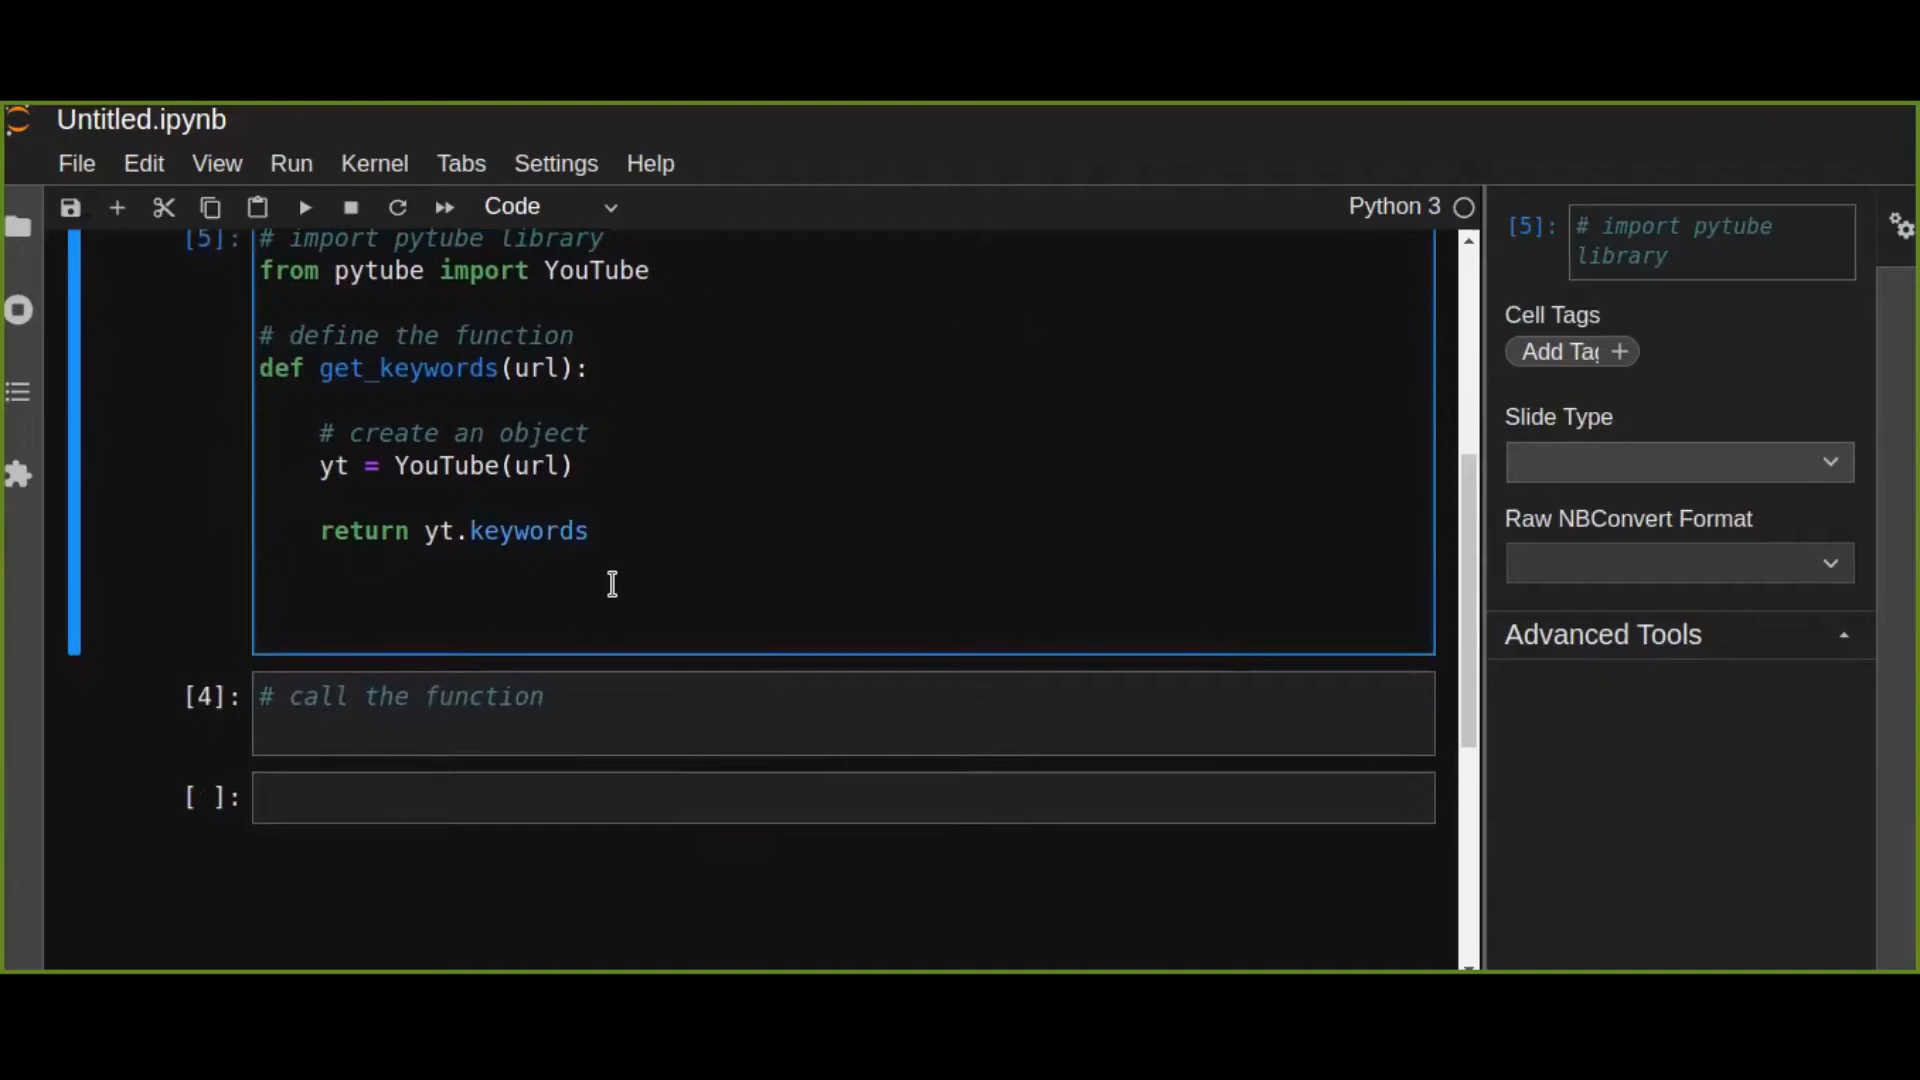 Untitled.ipynb
File Edit View Run Kernel Tabs Settings Help
Code
Python 3
[5]: # import pytube library
from pytube import YouTube
# define the function
def get_keywords(url):
# create an object
yt = YouTube(url)
return yt.keywords
[4]: # call the function
[ ]:
[5]: # import pytube
library
Cell Tags
Add Tag
Slide Type
Raw NBConvert Format
Advanced Tools